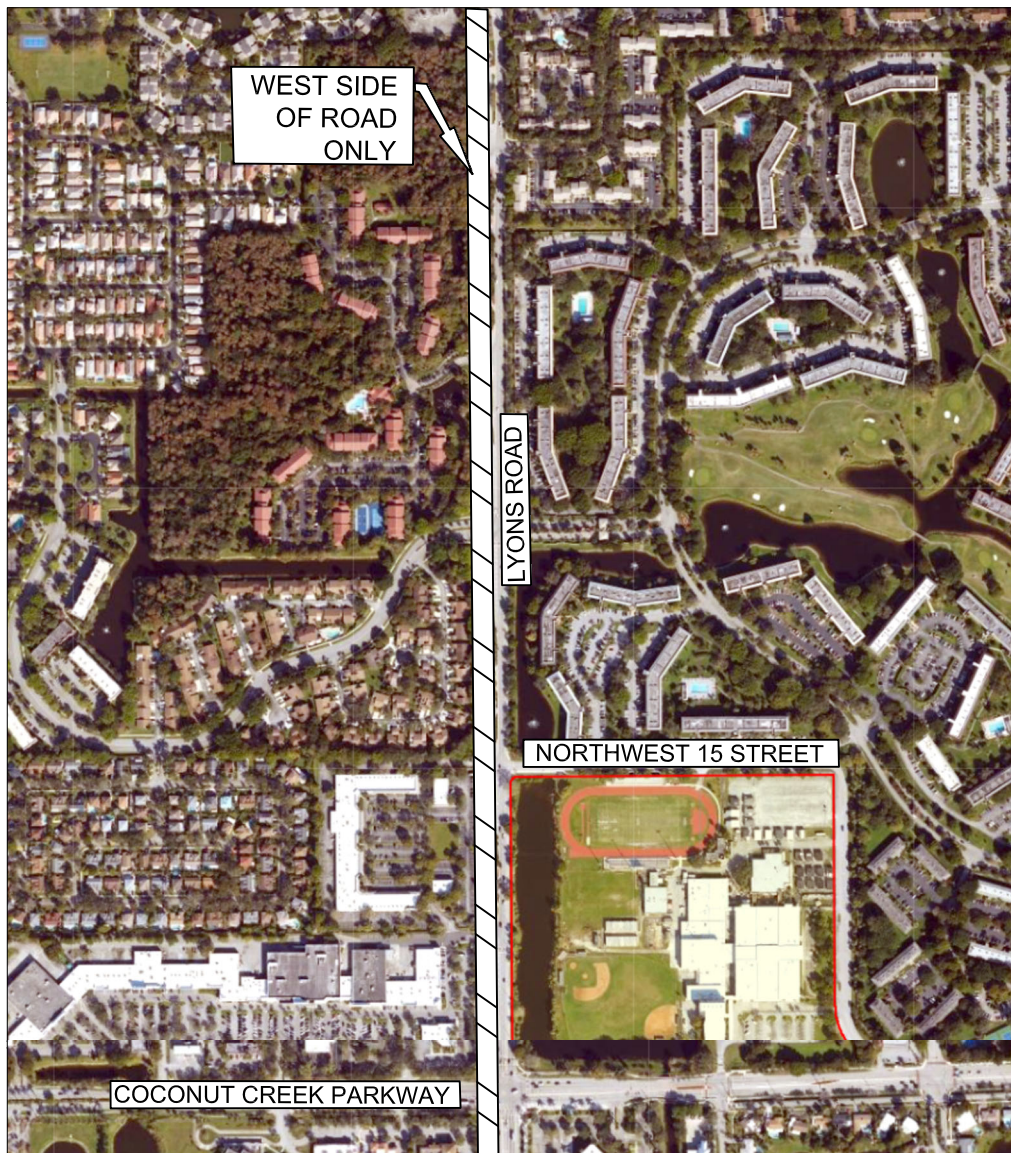 WEST SIDE
OF ROAD
ONLY
LYONS ROAD
NORTHWEST 15 STREET
COCONUT CREEK PARKWAY